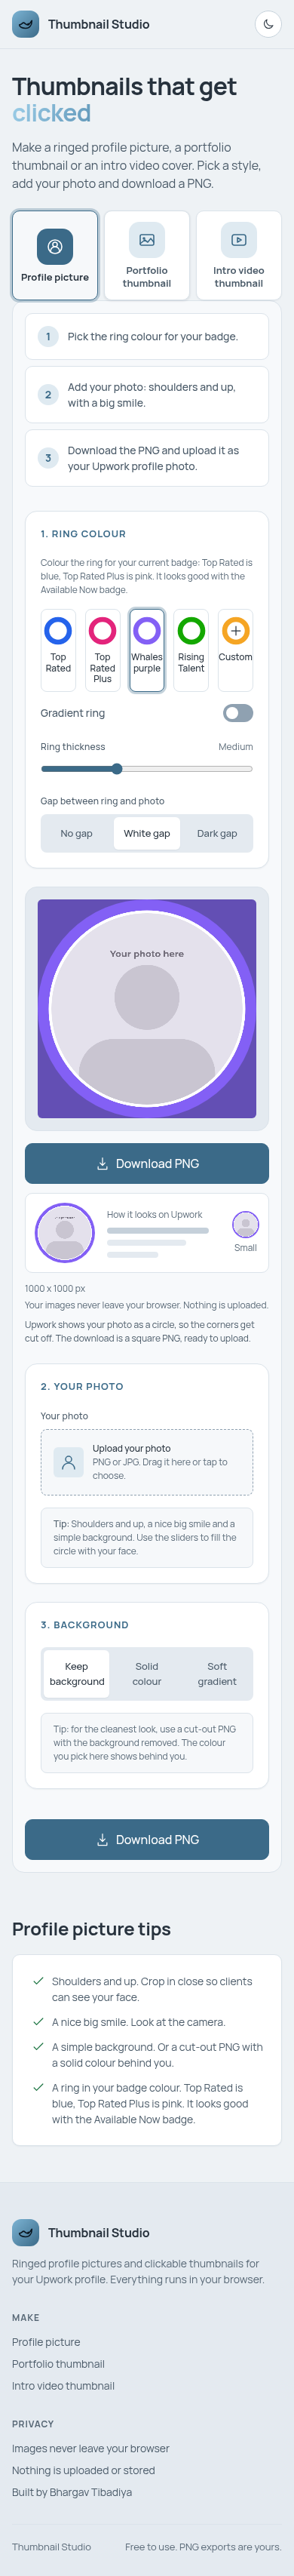 Thumbnail Studio
Thumbnails that get
clicked
Make a ringed profile picture, a portfolio
thumbnail or an intro video cover. Pick a style,
add your photo and download a PNG.
Profile picture
Portfolio
thumbnail
Intro video
thumbnail
1
Pick the ring colour for your badge.
2
Add your photo: shoulders and up,
with a big smile.
3
Download the PNG and upload it as
your Upwork profile photo.
1. RING COLOUR
Colour the ring for your current badge: Top Rated is
blue, Top Rated Plus is pink. It looks good with the
Available Now badge.
Top
Rated
Top
Rated
Plus
Whales
purple
Rising
Talent
Custom
Gradient ring
Ring thickness
Medium
Gap between ring and photo
No gap
White gap
Dark gap
Your photo here
Download PNG
How it looks on Upwork
Small
1000 x 1000 px
Your images never leave your browser. Nothing is uploaded.
Upwork shows your photo as a circle, so the corners get
cut off. The download is a square PNG, ready to upload.
2. YOUR PHOTO
Your photo
Upload your photo
PNG or JPG. Drag it here or tap to
choose.
Tip: Shoulders and up, a nice big smile and a
simple background. Use the sliders to fill the
circle with your face.
3. BACKGROUND
Keep
background
Solid
colour
Soft
gradient
Tip: for the cleanest look, use a cut-out PNG
with the background removed. The colour
you pick here shows behind you.
Download PNG
Profile picture tips
Shoulders and up. Crop in close so clients
can see your face.
A nice big smile. Look at the camera.
A simple background. Or a cut-out PNG with
a solid colour behind you.
A ring in your badge colour. Top Rated is
blue, Top Rated Plus is pink. It looks good
with the Available Now badge.
Thumbnail Studio
Ringed profile pictures and clickable thumbnails for
your Upwork profile. Everything runs in your browser.
MAKE
Profile picture
Portfolio thumbnail
Intro video thumbnail
PRIVACY
Images never leave your browser
Nothing is uploaded or stored
Built by Bhargav Tibadiya
Thumbnail Studio
Free to use. PNG exports are yours.